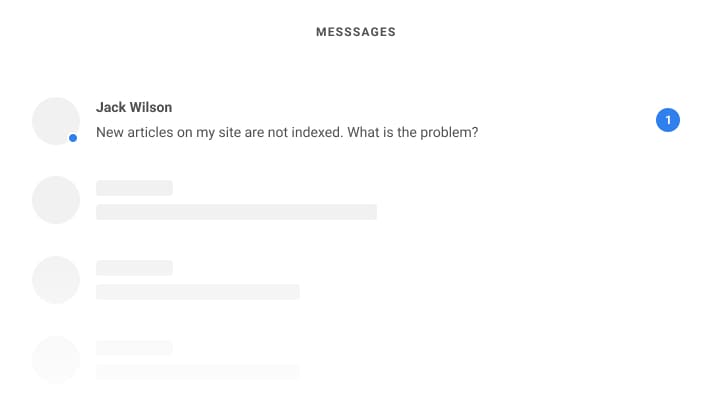 MESSSAGES
Jack Wilson
New articles on my site are not indexed. What is the problem?
1